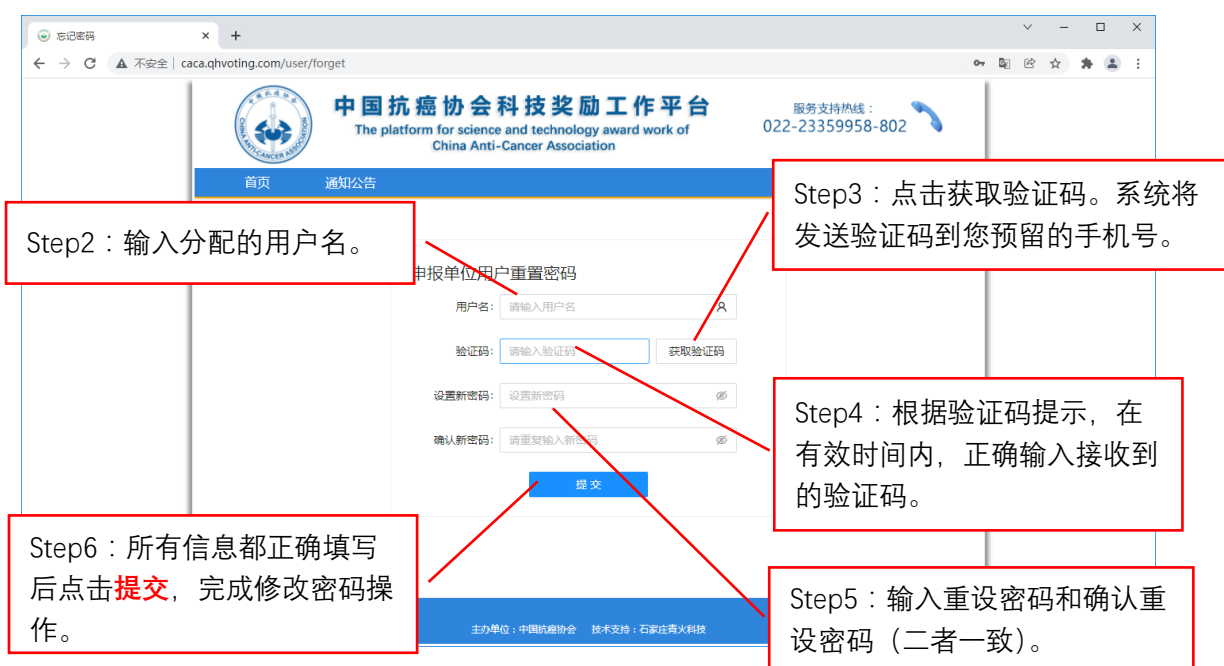 忘记密码
不安全 | caca.qhvoting.com/user/forget
中国抗癌协会科技奖励工作平台
The platform for science and technology award work of
China Anti-Cancer Association
服务支持热线：
022-23359958-802
中国抗癌协会
CHINA ANTI-CANCER ASSOCIATION
首页 通知公告
Step2：输入分配的用户名。
Step3：点击获取验证码。系统将
发送验证码到您预留的手机号。
申报单位用户重置密码
用户名： 请输入用户名
验证码： 请输入验证码 获取验证码
设置新密码： 设置新密码
确认新密码： 请重复输入新密码
提 交
Step4：根据验证码提示，在
有效时间内，正确输入接收到
的验证码。
Step6：所有信息都正确填写
后点击提交，完成修改密码操
作。
Step5：输入重设密码和确认重
设密码（二者一致）。
主办单位：中国抗癌协会 技术支持：石家庄青火科技